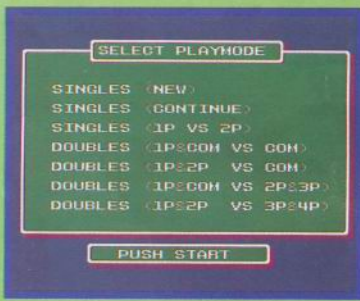 SELECT PLAYMODE
SINGLES (NEW)
SINGLES (CONTINUE)
SINGLES (1P VS 2P)
DOUBLES (1P&COM VS COM)
DOUBLES (1P&2P VS COM)
DOUBLES (1P&COM VS 2P&3P)
DOUBLES (1P&2P VS 3P&4P)
PUSH START